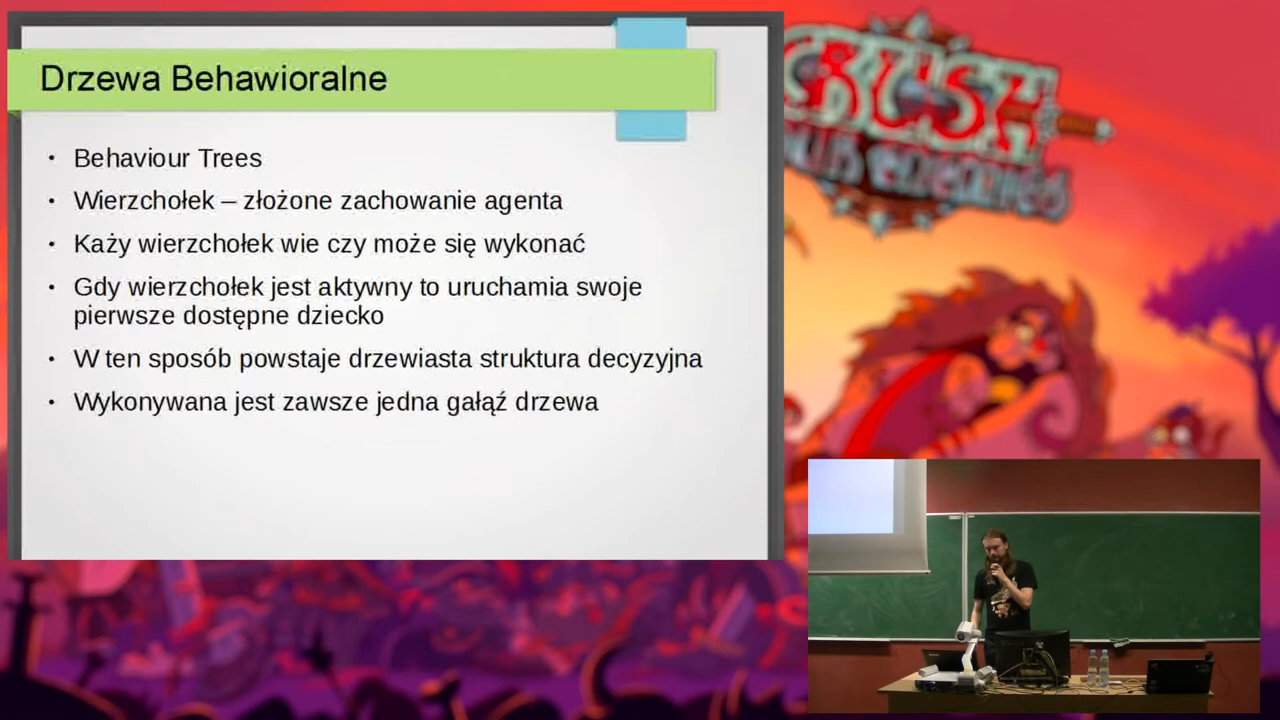 Drzewa Behawioralne
Behaviour Trees
Wierzchołek – złożone zachowanie agenta
Każy wierzchołek wie czy może się wykonać
Gdy wierzchołek jest aktywny to uruchamia swoje
pierwsze dostępne dziecko
W ten sposób powstaje drzewiasta struktura decyzyjna
Wykonywana jest zawsze jedna gałąź drzewa